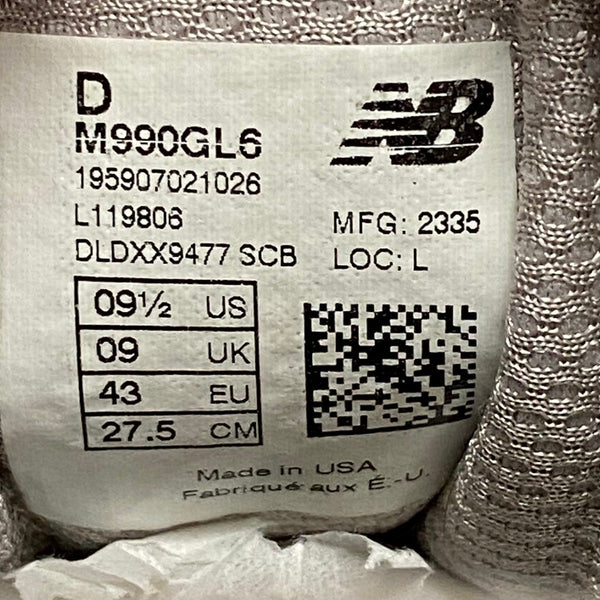 D
NB
M990GL6
195907021026
L119806
MFG: 2335
DLDXX9477 SCB
LOC: L
09½ US
09 UK
43 EU
27.5 CM
Made in USA
Fabriqué aux É.-U.